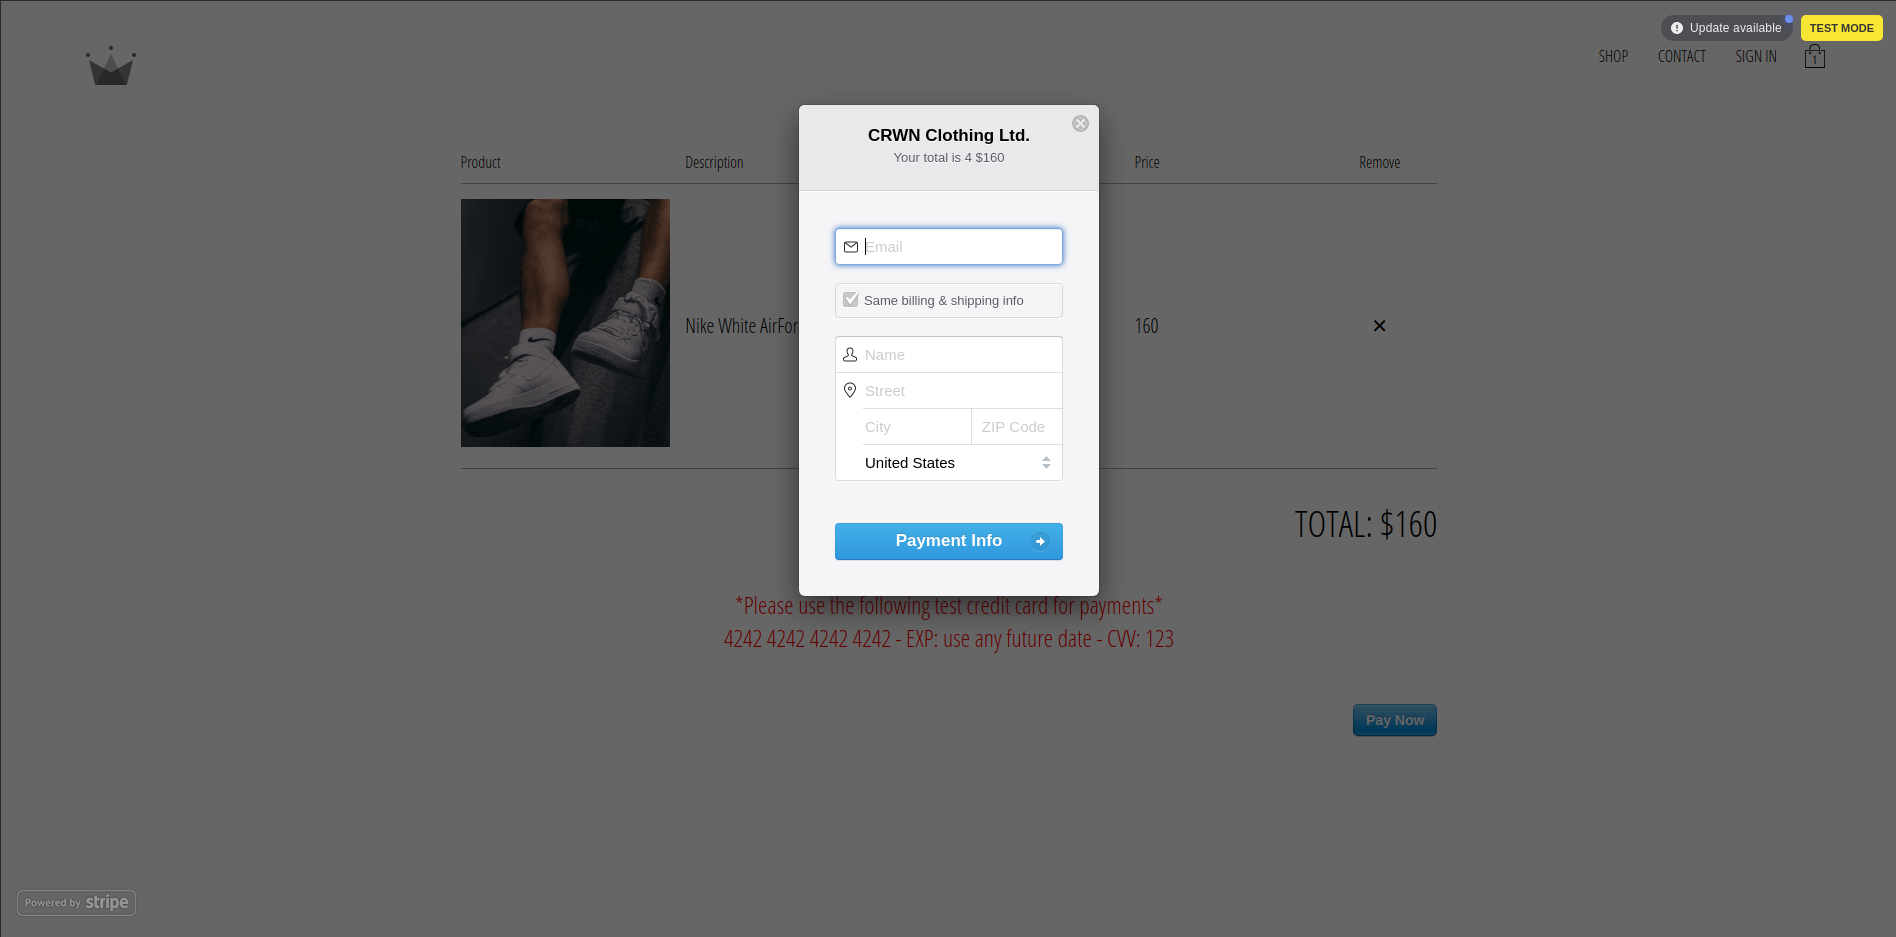 Update available
TEST MODE
SHOP
CONTACT
SIGN IN
1
CRWN Clothing Ltd.
Your total is 4 $160
Product
Description
Price
Remove
Email
Same billing & shipping info
Nike White AirFor
160
Name
Street
City
ZIP Code
United States
TOTAL: $160
Payment Info
*Please use the following test credit card for payments*
4242 4242 4242 4242 - EXP: use any future date - CVV: 123
Pay Now
Powered by stripe